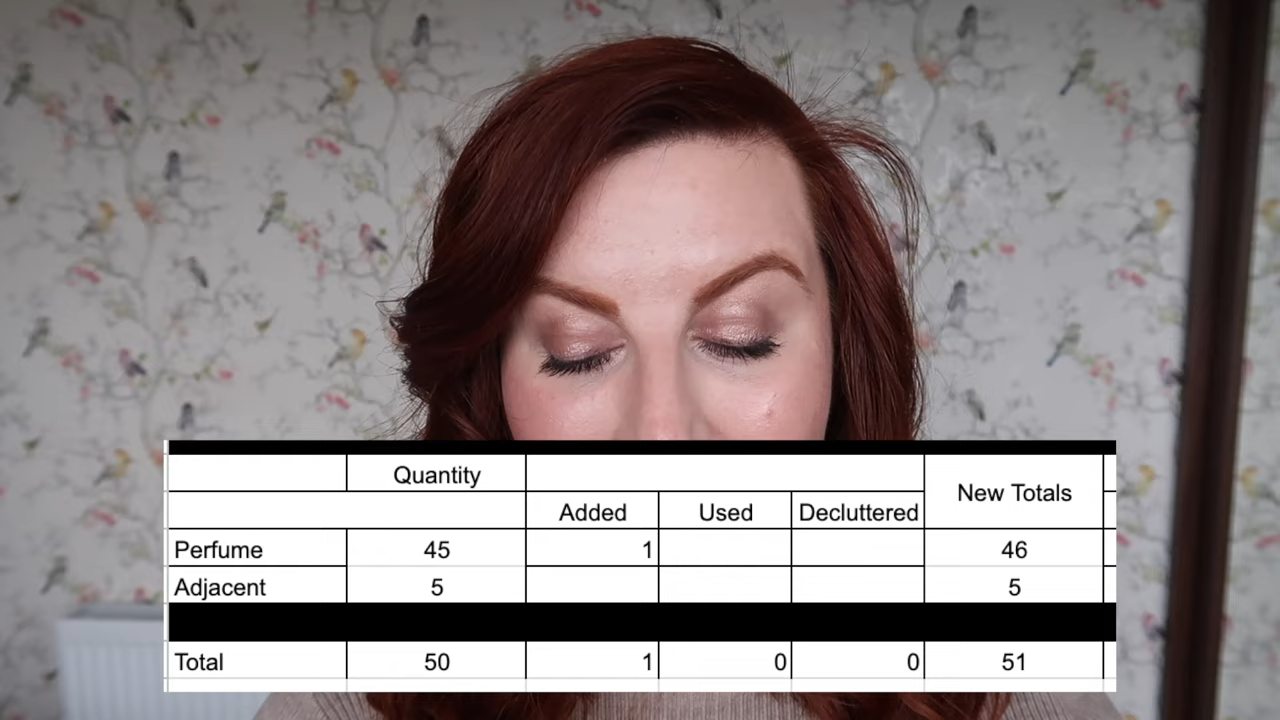 Quantity
New Totals
Added Used Decluttered
Perfume 45 1 46
Adjacent 5 5
Total 50 1 0 0 51